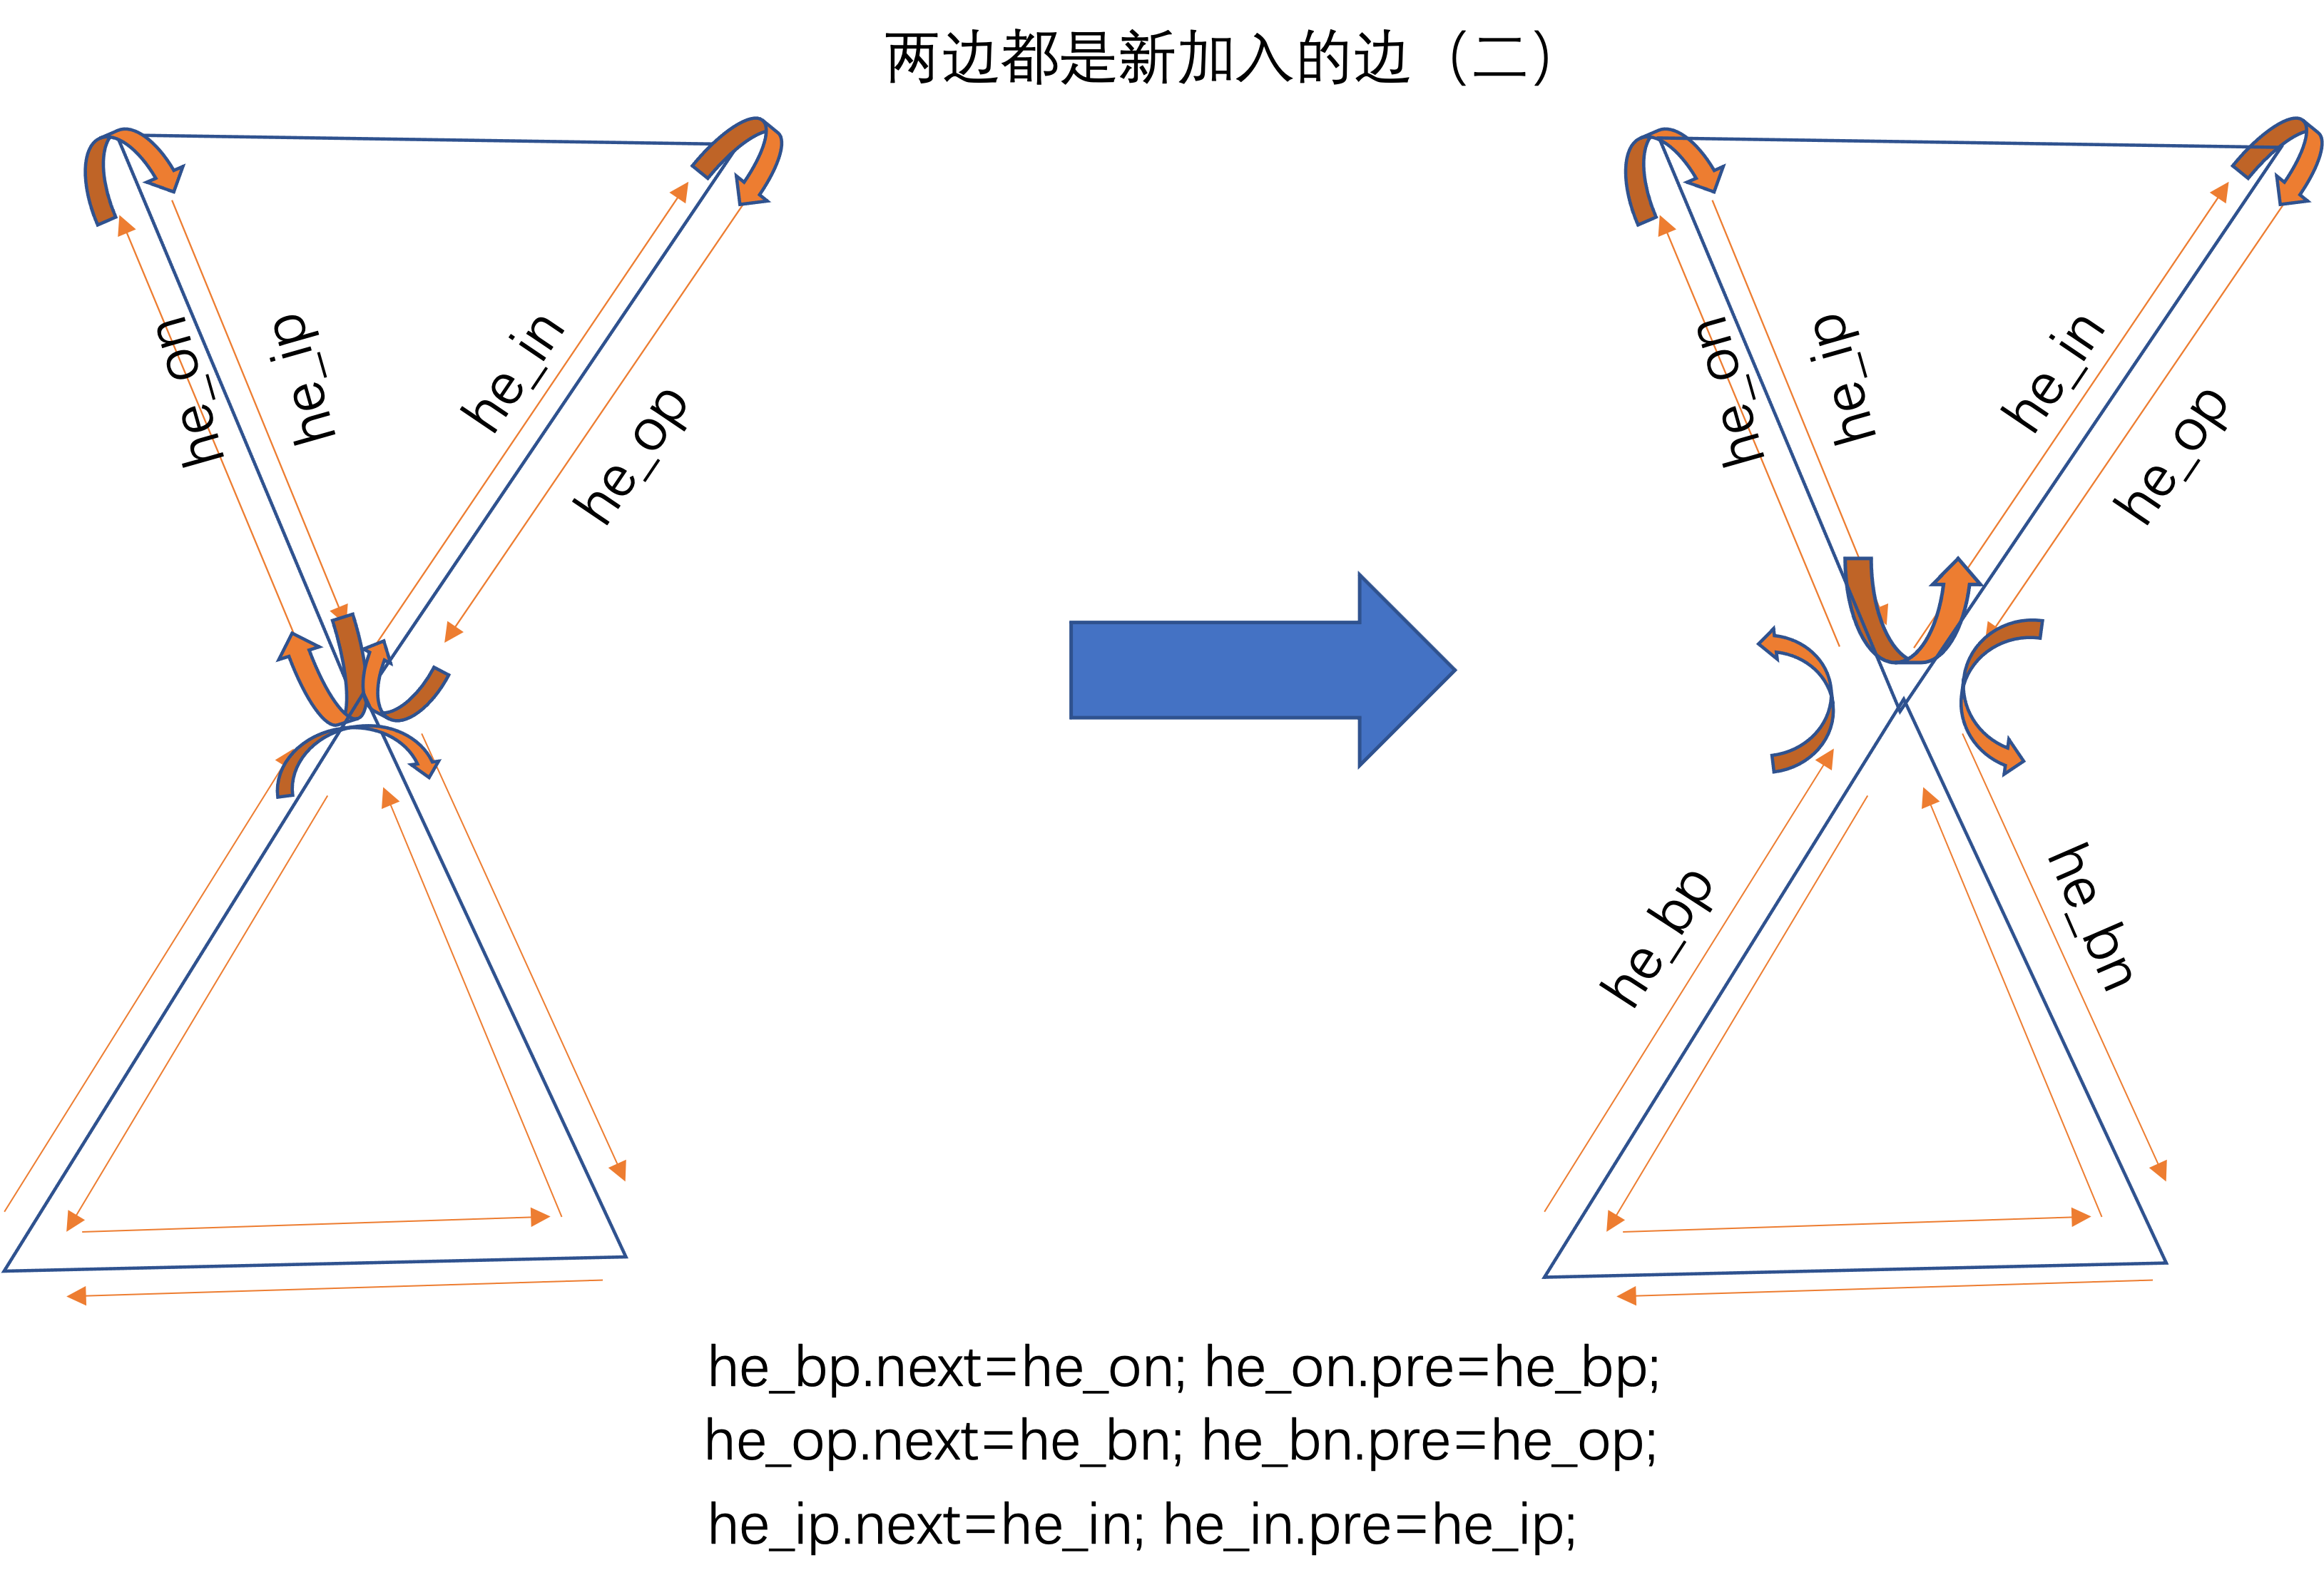 两边都是新加入的边（二）
he_on
he_ip
he_in
he_op
he_on
he_ip
he_in
he_op
he_bp
he_bn
he_bp.next=he_on; he_on.pre=he_bp;
he_op.next=he_bn; he_bn.pre=he_op;
he_ip.next=he_in; he_in.pre=he_ip;